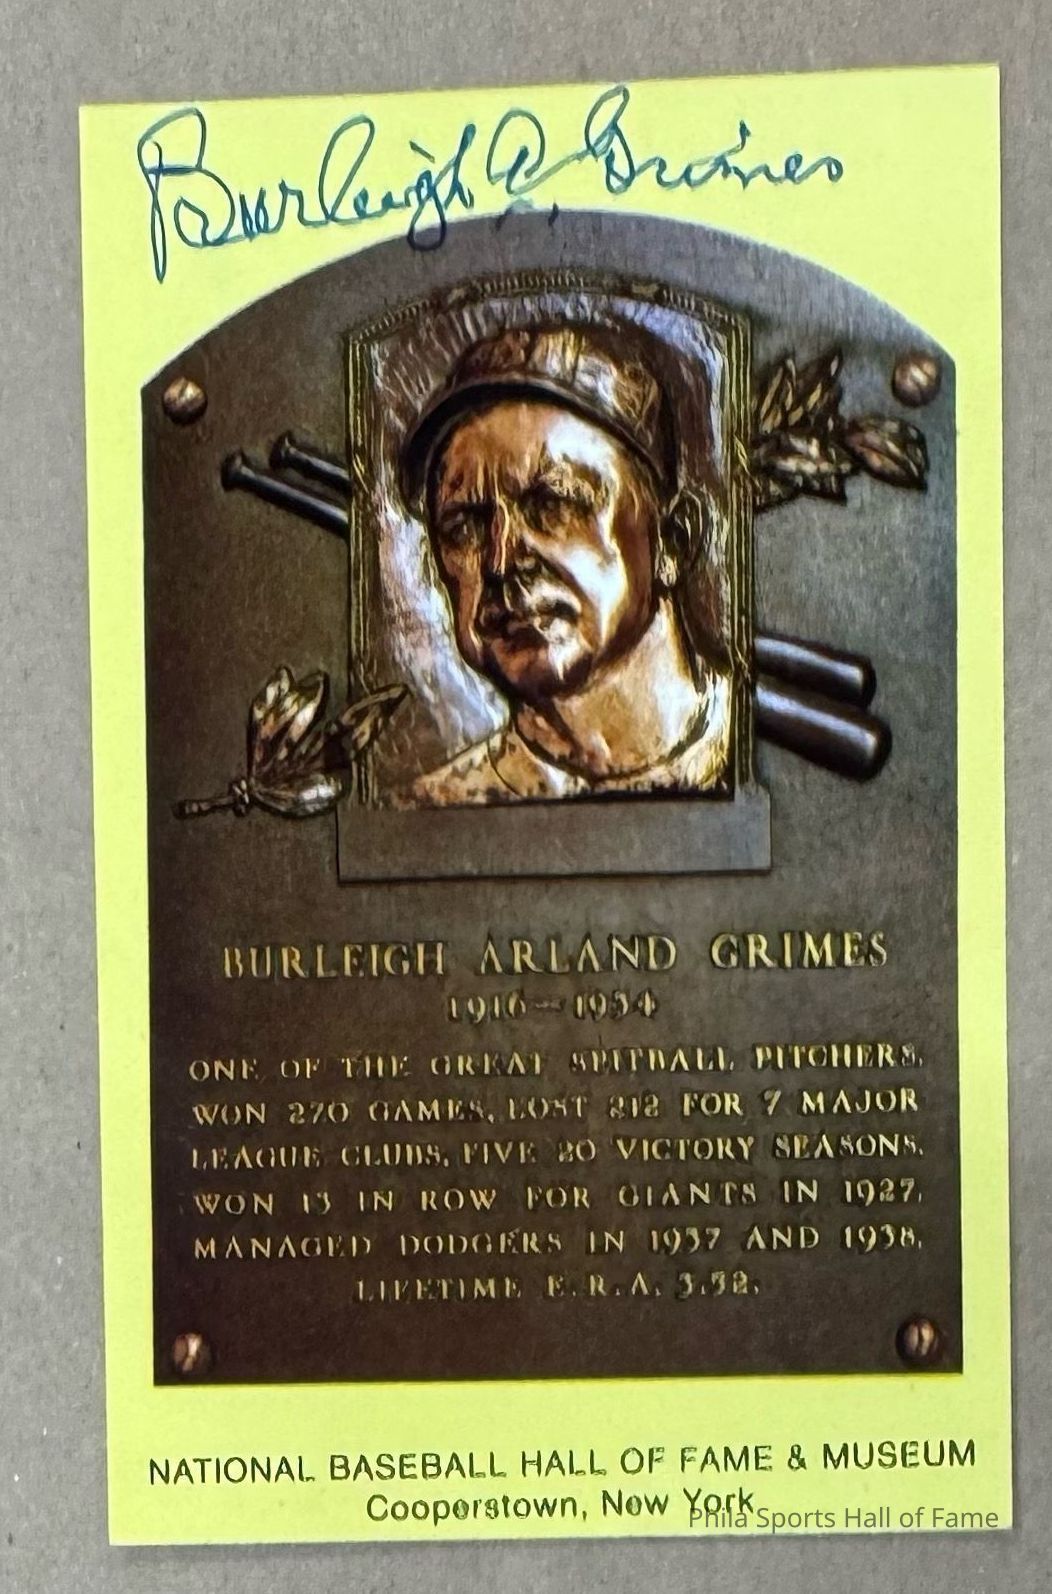 Burleigh A. Grimes
BURLEIGH ARLAND GRIMES
1916-1934
ONE OF THE GREAT SPITBALL PITCHERS.
WON 270 GAMES, LOST 212 FOR 7 MAJOR
LEAGUE CLUBS. FIVE 20 VICTORY SEASONS.
WON 13 IN ROW FOR GIANTS IN 1927.
MANAGED DODGERS IN 1937 AND 1938.
LIFETIME E.R.A. 3.52.
NATIONAL BASEBALL HALL OF FAME & MUSEUM
Cooperstown, New York
Phila Sports Hall of Fame